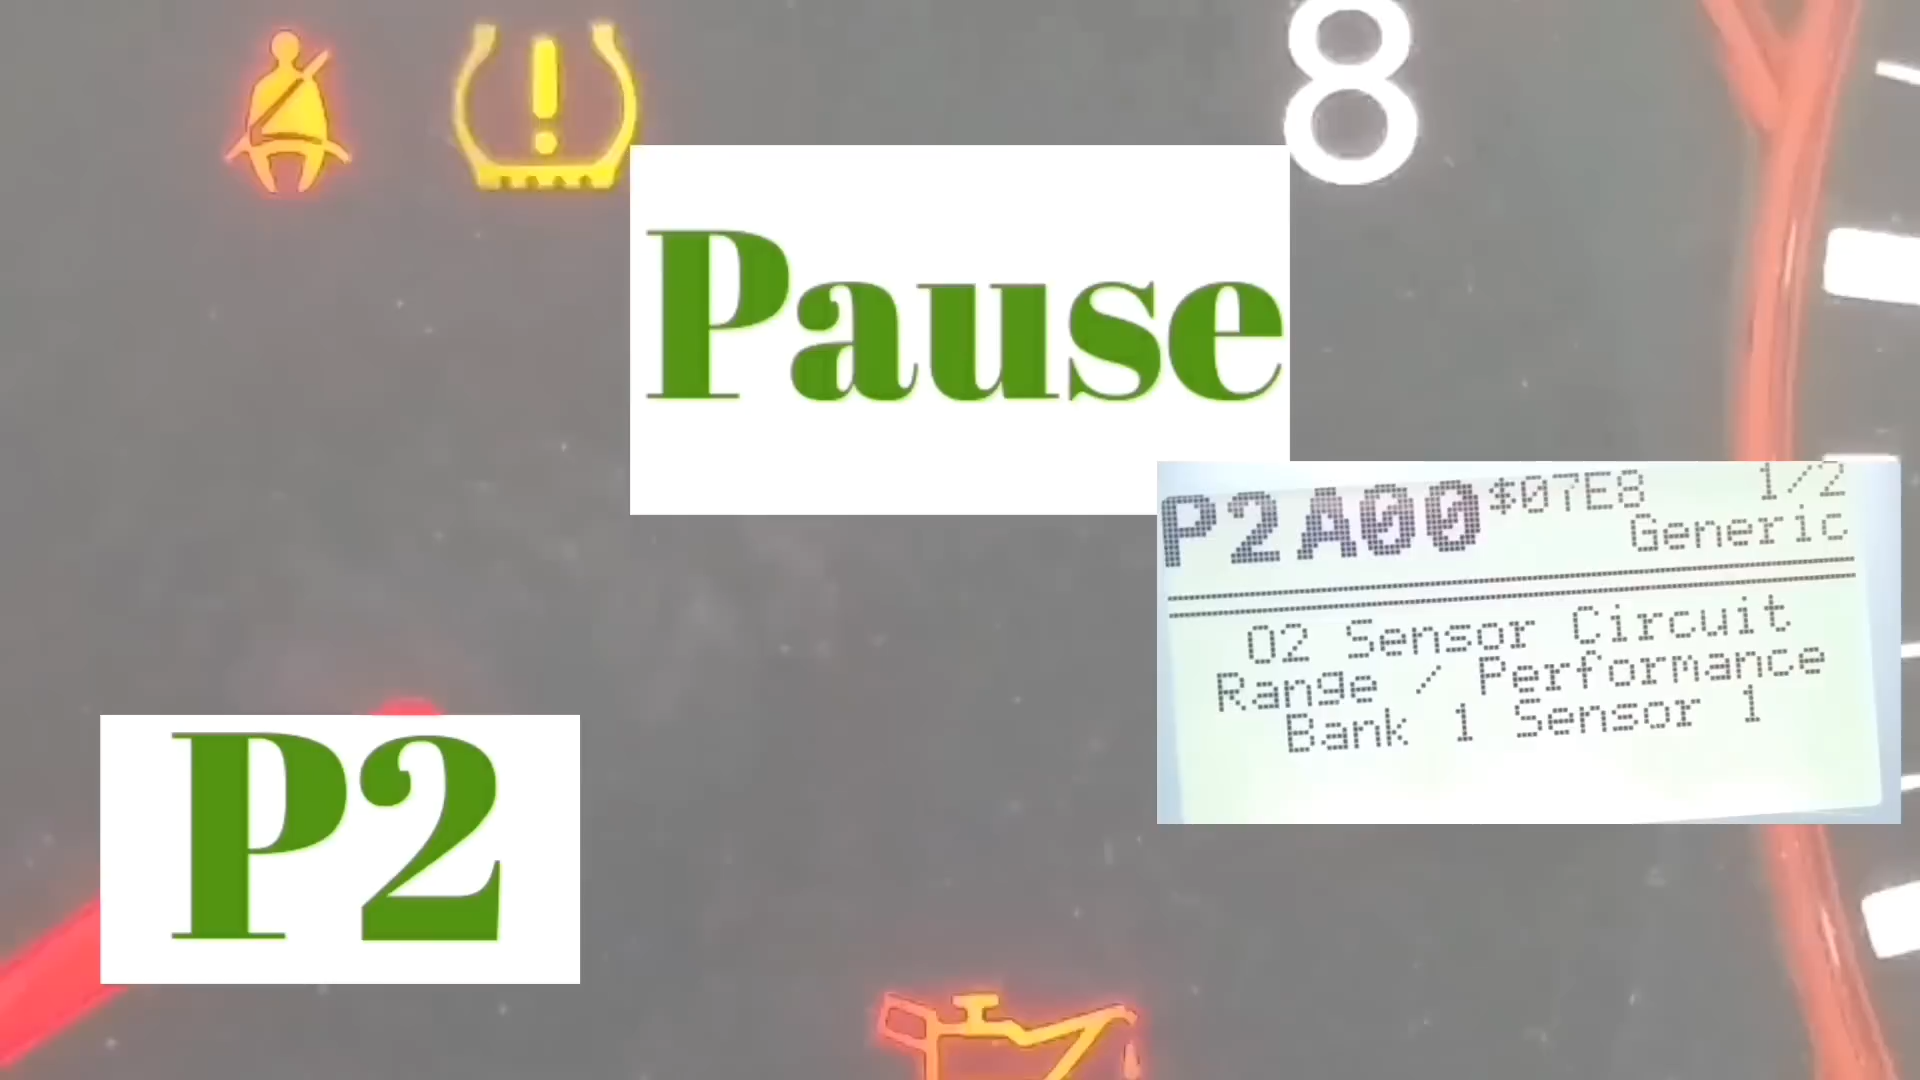 8
Pause
P2A00 $07E8 1/2
Generic
O2 Sensor Circuit
Range / Performance
Bank 1 Sensor 1
P2